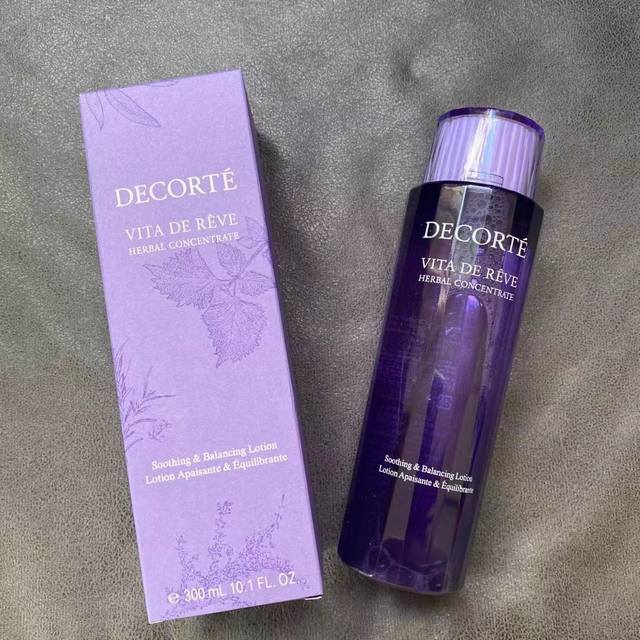 DECORTÉ
VITA DE RÊVE
HERBAL CONCENTRATE
Soothing & Balancing Lotion
Lotion Apaisante & Équilibrante
℮ 300 mL 10.1 FL. OZ.
DECORTÉ
VITA DE RÊVE
HERBAL CONCENTRATE
Soothing & Balancing Lotion
Lotion Apaisante & Équilibrante